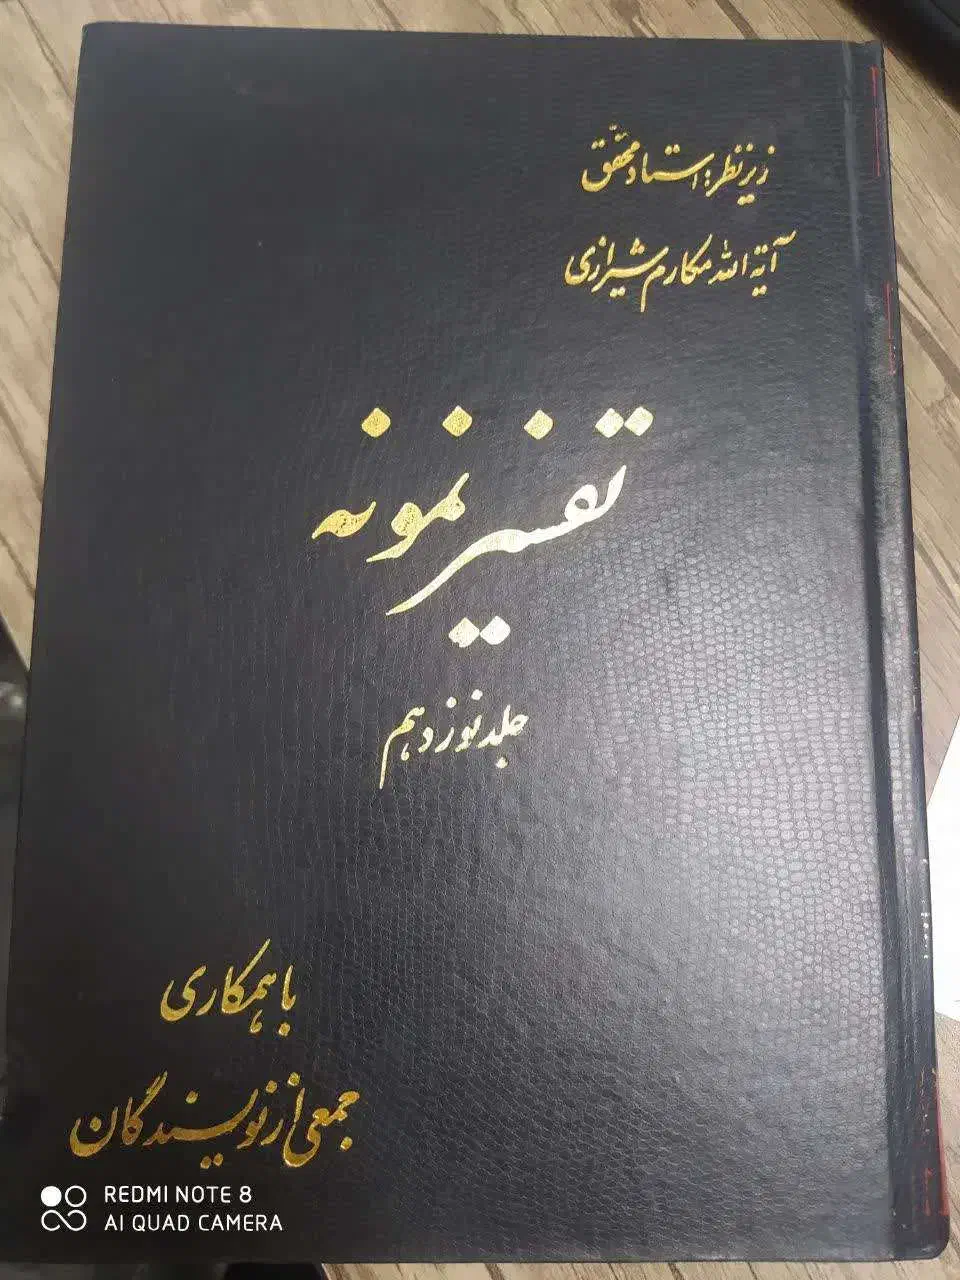 زیر نظر: استاد محقّق
آیة الله مکارم شیرازی
تفسیر نمونه
جلد نوزدهم
با همکاری
جمعی از نویسندگان
REDMI NOTE 8
AI QUAD CAMERA